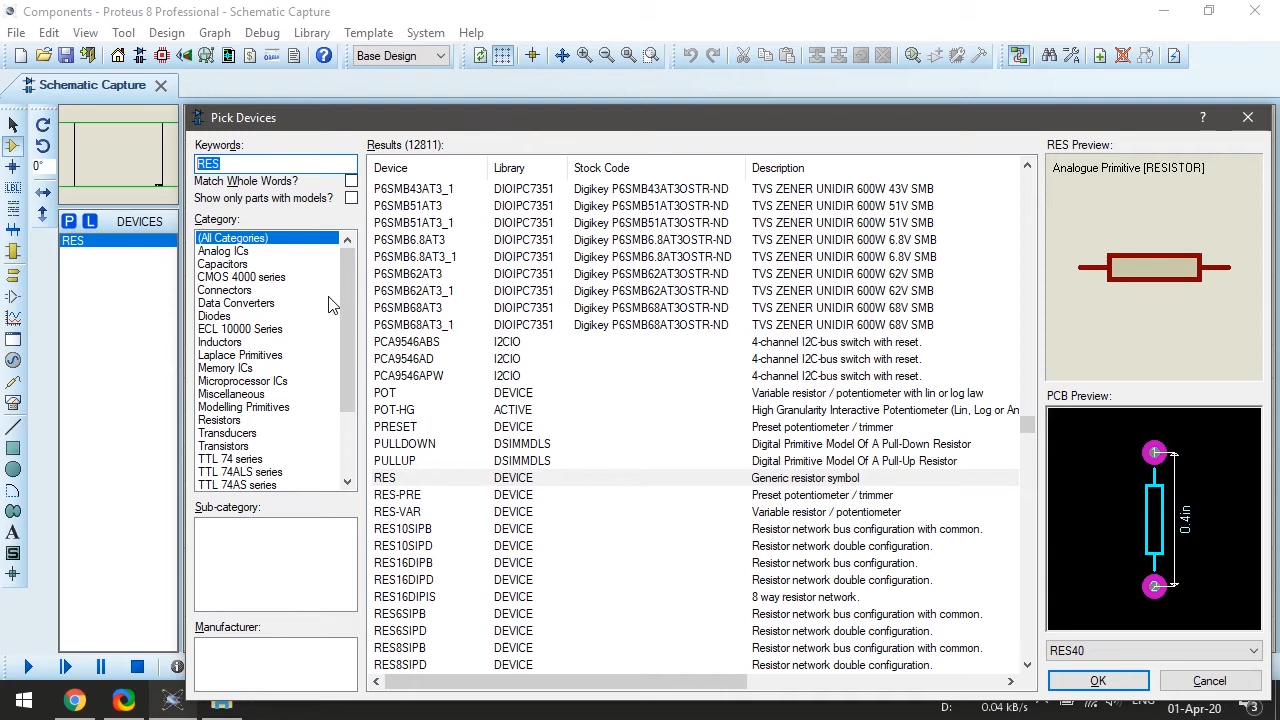 Components - Proteus 8 Professional - Schematic Capture
File Edit View Tool Design Graph Debug Library Template System Help
Base Design
Schematic Capture
Pick Devices
Keywords:
RES
Match Whole Words?
Show only parts with models?
Category:
(All Categories)
Analog ICs
Capacitors
CMOS 4000 series
Connectors
Data Converters
Diodes
ECL 10000 Series
Inductors
Laplace Primitives
Memory ICs
Microprocessor ICs
Miscellaneous
Modelling Primitives
Resistors
Transducers
Transistors
TTL 74 series
TTL 74ALS series
TTL 74AS series
Sub-category:
Manufacturer:
0°
P L DEVICES
RES
Results (12811):
Device Library Stock Code Description
P6SMB43AT3_1 DIOIPC7351 Digikey P6SMB43AT3OSTR-ND TVS ZENER UNIDIR 600W 43V SMB
P6SMB51AT3 DIOIPC7351 Digikey P6SMB51AT3OSTR-ND TVS ZENER UNIDIR 600W 51V SMB
P6SMB51AT3_1 DIOIPC7351 Digikey P6SMB51AT3OSTR-ND TVS ZENER UNIDIR 600W 51V SMB
P6SMB6.8AT3 DIOIPC7351 Digikey P6SMB6.8AT3OSTR-ND TVS ZENER UNIDIR 600W 6.8V SMB
P6SMB6.8AT3_1 DIOIPC7351 Digikey P6SMB6.8AT3OSTR-ND TVS ZENER UNIDIR 600W 6.8V SMB
P6SMB62AT3 DIOIPC7351 Digikey P6SMB62AT3OSTR-ND TVS ZENER UNIDIR 600W 62V SMB
P6SMB62AT3_1 DIOIPC7351 Digikey P6SMB62AT3OSTR-ND TVS ZENER UNIDIR 600W 62V SMB
P6SMB68AT3 DIOIPC7351 Digikey P6SMB68AT3OSTR-ND TVS ZENER UNIDIR 600W 68V SMB
P6SMB68AT3_1 DIOIPC7351 Digikey P6SMB68AT3OSTR-ND TVS ZENER UNIDIR 600W 68V SMB
PCA9546ABS I2CIO 4-channel I2C-bus switch with reset.
PCA9546AD I2CIO 4-channel I2C-bus switch with reset.
PCA9546APW I2CIO 4-channel I2C-bus switch with reset.
POT DEVICE Variable resistor / potentiometer with lin or log law
POT-HG ACTIVE High Granularity Interactive Potentiometer (Lin, Log or An
PRESET DEVICE Preset potentiometer / trimmer
PULLDOWN DSIMMDLS Digital Primitive Model Of A Pull-Down Resistor
PULLUP DSIMMDLS Digital Primitive Model Of A Pull-Up Resistor
RES DEVICE Generic resistor symbol
RES-PRE DEVICE Preset potentiometer / trimmer
RES-VAR DEVICE Variable resistor / potentiometer
RES10SIPB DEVICE Resistor network bus configuration with common.
RES10SIPD DEVICE Resistor network double configuration.
RES16DIPB DEVICE Resistor network bus configuration.
RES16DIPD DEVICE Resistor network double configuration.
RES16DIPIS DEVICE 8 way resistor network.
RES6SIPB DEVICE Resistor network bus configuration with common.
RES6SIPD DEVICE Resistor network double configuration.
RES8SIPB DEVICE Resistor network bus configuration with common.
RES8SIPD DEVICE Resistor network double configuration.
RES Preview:
Analogue Primitive [RESISTOR]
PCB Preview:
0.4in
2
RES40
OK Cancel
D: 0.04 kB/s
ENG
01-Apr-20
3